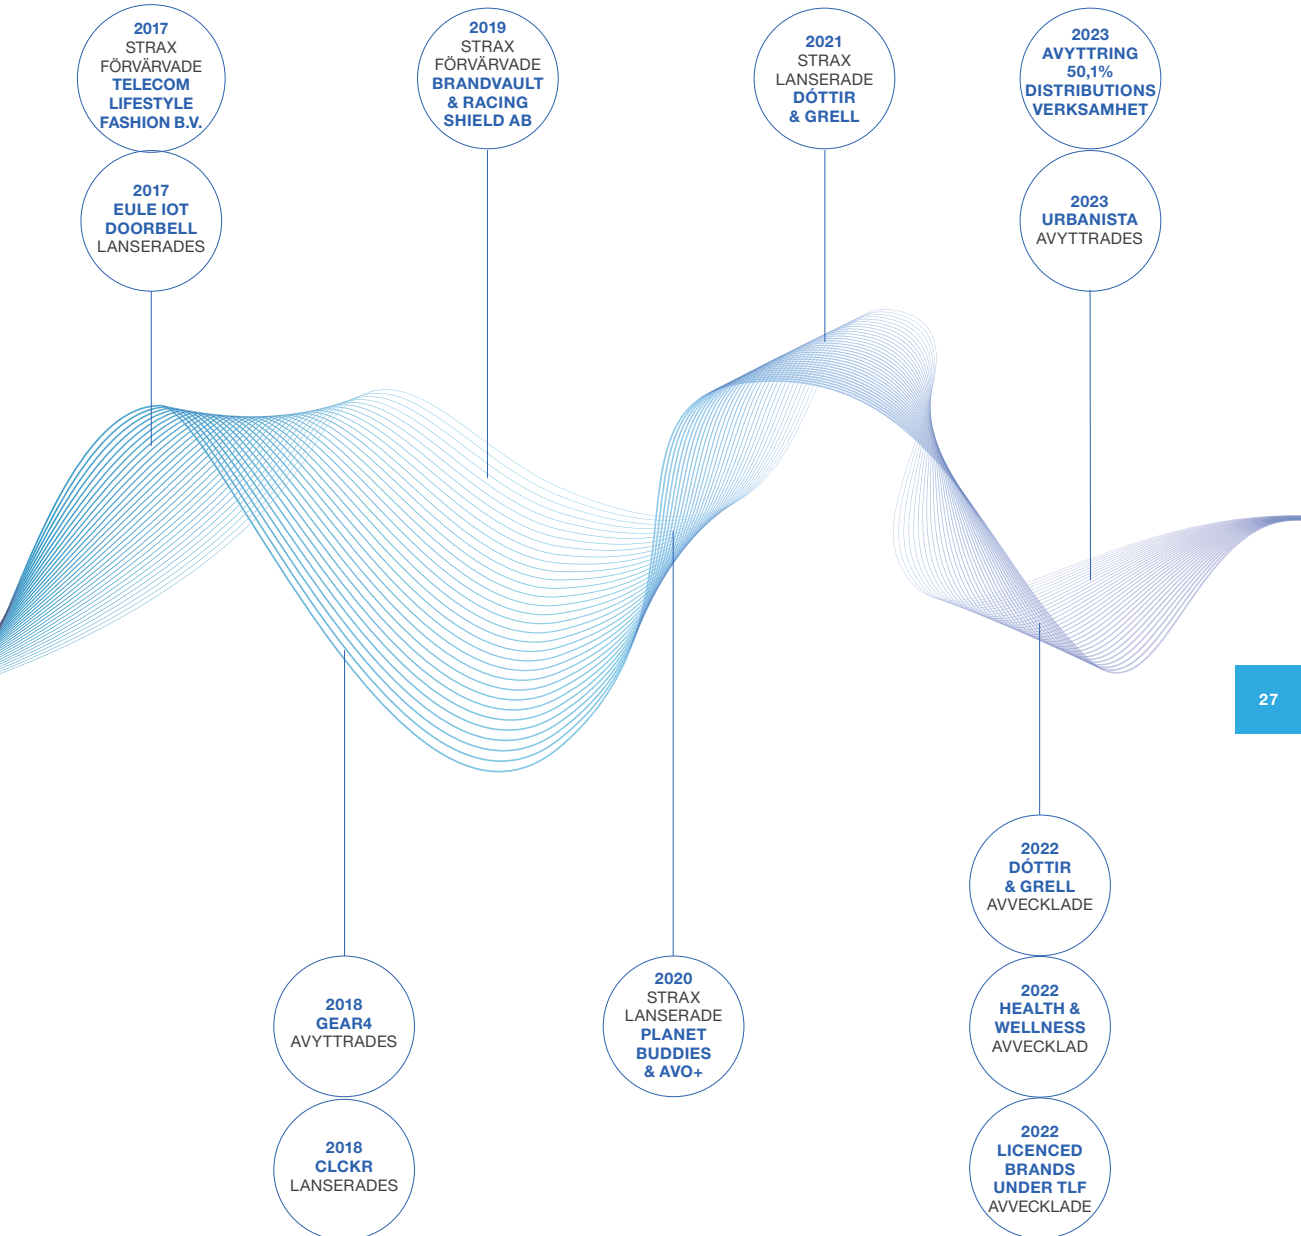 2017
STRAX
FÖRVÄRVADE
TELECOM
LIFESTYLE
FASHION B.V.
2017
EULE IOT
DOORBELL
LANSERADES
2019
STRAX
FÖRVÄRVADE
BRANDVAULT
& RACING
SHIELD AB
2021
STRAX
LANSERADE
DÓTTIR
& GRELL
2023
AVYTTRING
50,1%
DISTRIBUTIONS
VERKSAMHET
2023
URBANISTA
AVYTTRADES
27
2018
GEAR4
AVYTTRADES
2018
CLCKR
LANSERADES
2020
STRAX
LANSERADE
PLANET
BUDDIES
& AVO+
2022
DÓTTIR
& GRELL
AVVECKLADE
2022
HEALTH &
WELLNESS
AVVECKLAD
2022
LICENCED
BRANDS
UNDER TLF
AVVECKLADE